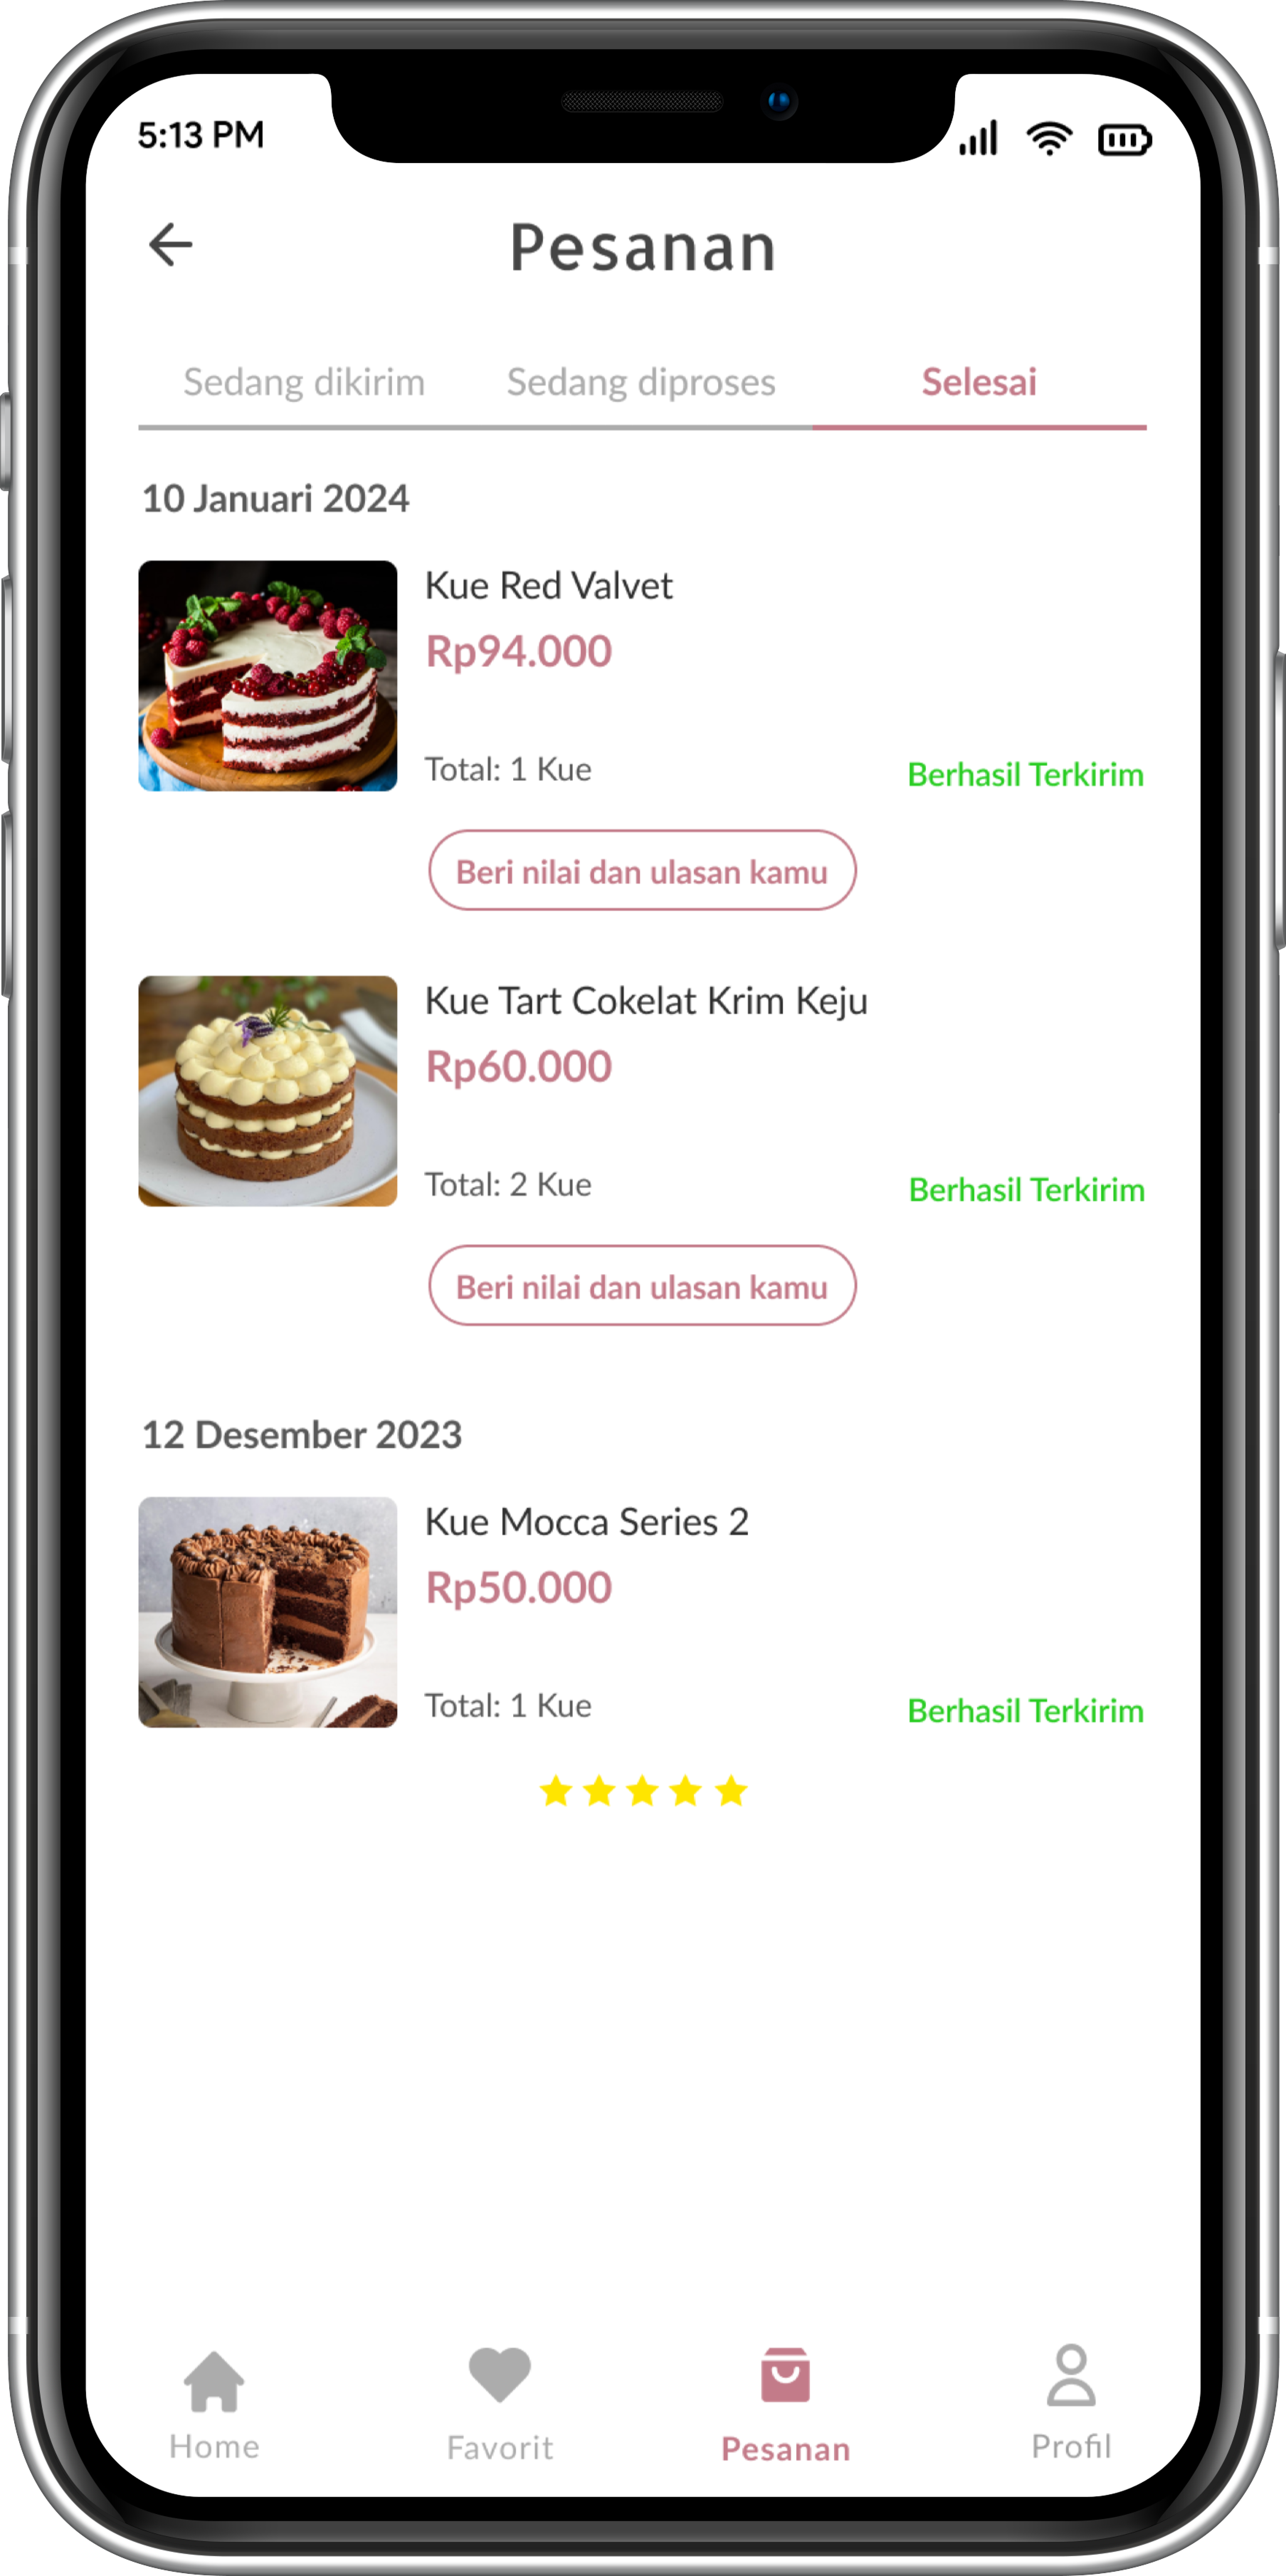 5:13 PM
Pesanan
Sedang dikirim Sedang diproses Selesai
10 Januari 2024
Kue Red Valvet
Rp94.000
Total: 1 Kue Berhasil Terkirim
Beri nilai dan ulasan kamu
Kue Tart Cokelat Krim Keju
Rp60.000
Total: 2 Kue Berhasil Terkirim
Beri nilai dan ulasan kamu
12 Desember 2023
Kue Mocca Series 2
Rp50.000
Total: 1 Kue Berhasil Terkirim
Home Favorit Pesanan Profil